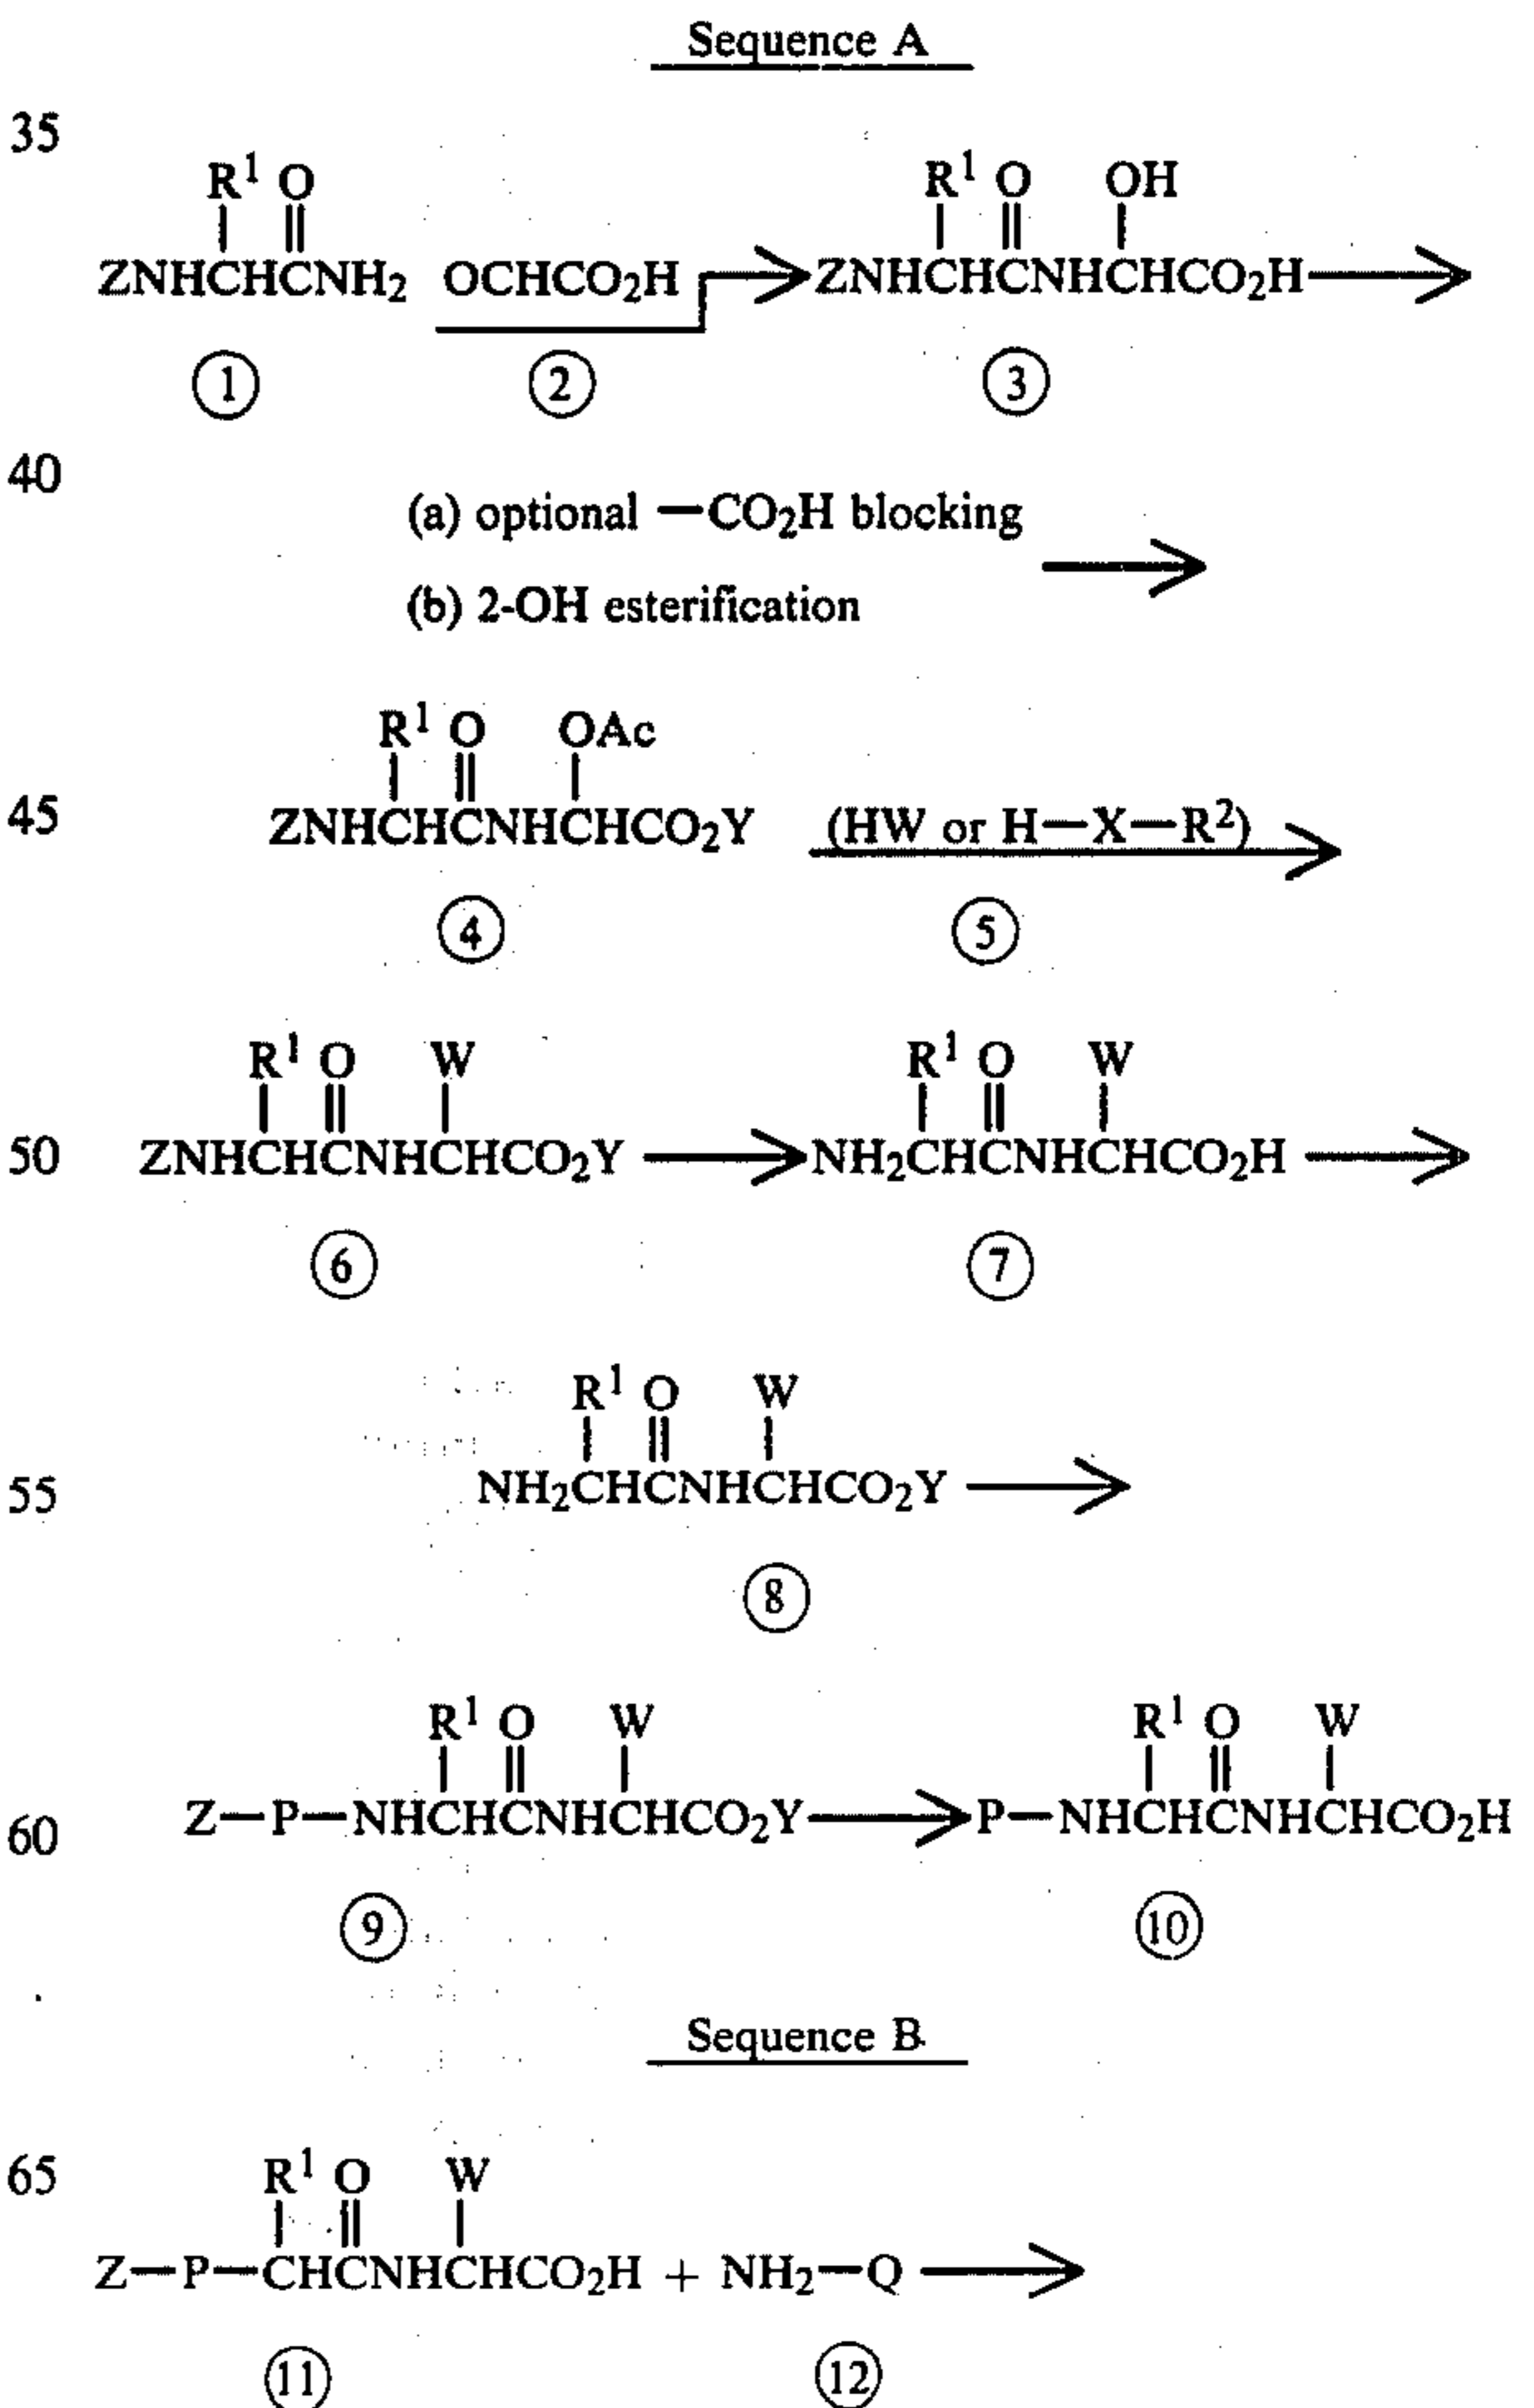 Sequence A
35
R¹ O OH
R¹ O
ZNHCHCNH₂ OCHCO₂H ZNHCHCNHCHCO₂H
1 2 3
40
(a) optional —CO₂H blocking
(b) 2-OH esterification
R¹ O OAc
45 ZNHCHCNHCHCO₂Y (HW or H—X—R²)
4 5
R¹ O W R¹ O W
50 ZNHCHCNHCHCO₂Y NH₂CHCNHCHCO₂H
6 7
R¹ O W
55 NH₂CHCNHCHCO₂Y
8
R¹ O W R¹ O W
60 Z—P—NHCHCNHCHCO₂Y P—NHCHCNHCHCO₂H
9 10
Sequence B
65 R¹ O W
Z—P—CHCNHCHCO₂H + NH₂—Q
11 12